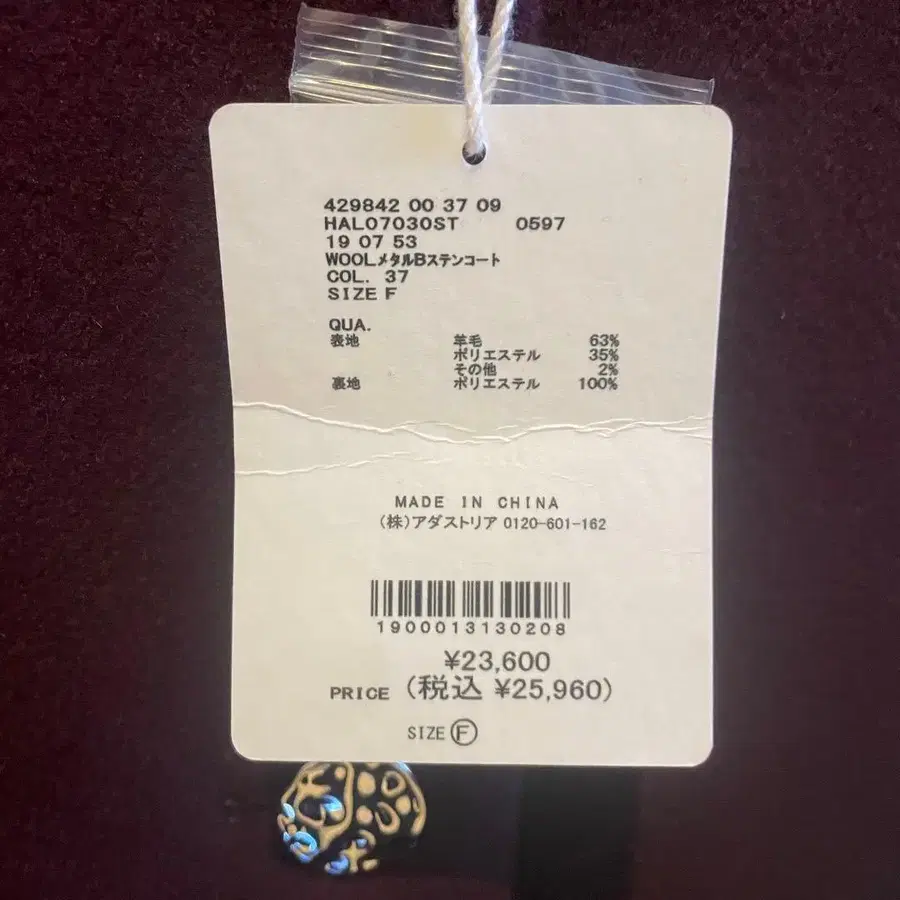 429842 00 37 09
HAL07030ST 0597
19 07 53
WOOLメタルBステンコート
COL. 37
SIZE F
QUA.
表地 羊毛 63%
ポリエステル 35%
その他 2%
裏地 ポリエステル 100%
MADE IN CHINA
(株)アダストリア 0120-601-162
1900013130208
¥23,600
PRICE (税込 ¥25,960)
SIZE Ⓕ